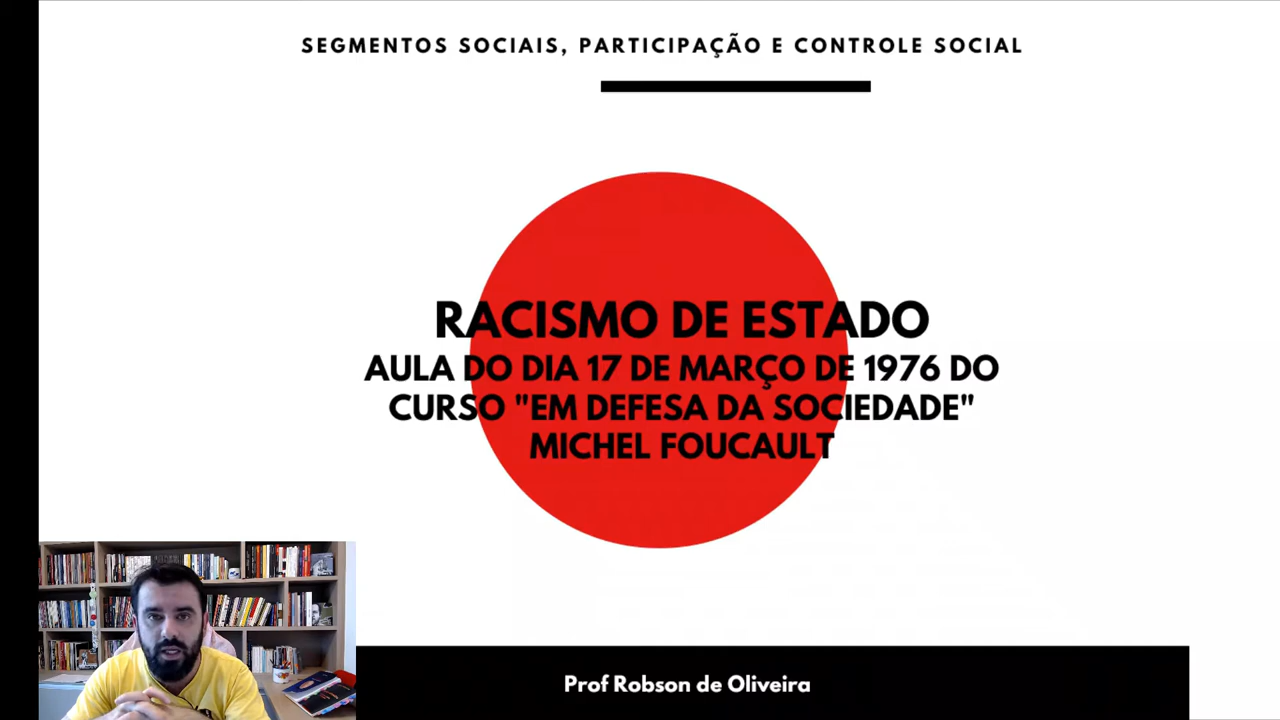 SEGMENTOS SOCIAIS, PARTICIPAÇÃO E CONTROLE SOCIAL
RACISMO DE ESTADO
AULA DO DIA 17 DE MARÇO DE 1976 DO
CURSO "EM DEFESA DA SOCIEDADE"
MICHEL FOUCAULT
Prof Robson de Oliveira